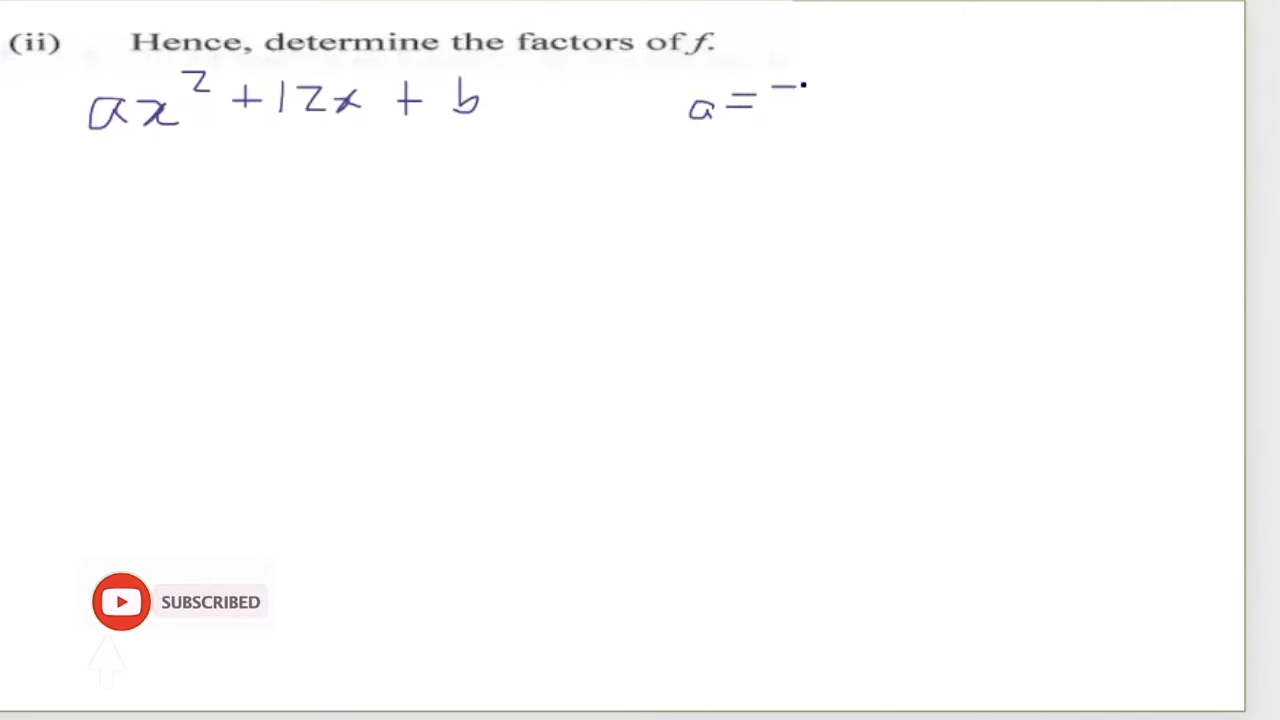 (ii) Hence, determine the factors of f.
ax² + 12x + b a = -
SUBSCRIBED